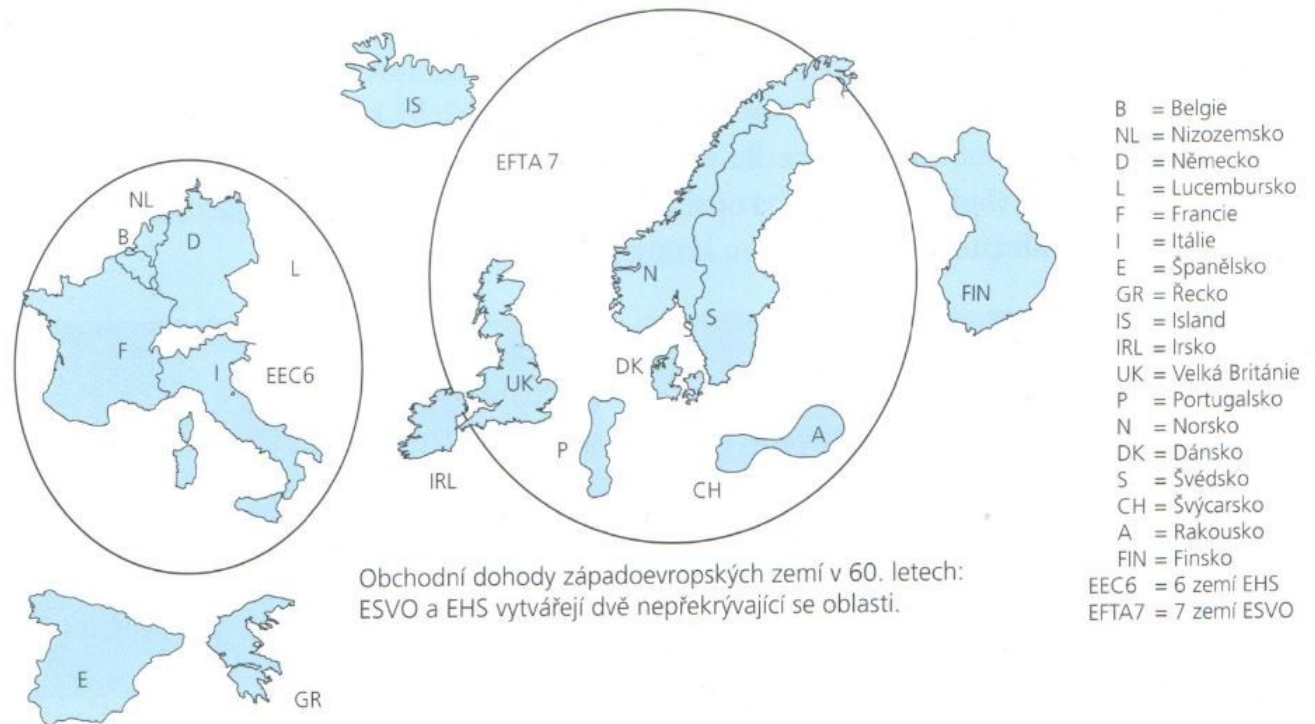 IS
EFTA 7
NL
B
D
L
F
I
EEC6
N
S
FIN
DK
UK
IRL
P
A
CH
E
GR
Obchodní dohody západoevropských zemí v 60. letech:
ESVO a EHS vytvářejí dvě nepřekrývající se oblasti.
B = Belgie
NL = Nizozemsko
D = Německo
L = Lucembursko
F = Francie
I = Itálie
E = Španělsko
GR = Řecko
IS = Island
IRL = Irsko
UK = Velká Británie
P = Portugalsko
N = Norsko
DK = Dánsko
S = Švédsko
CH = Švýcarsko
A = Rakousko
FIN = Finsko
EEC6 = 6 zemí EHS
EFTA7 = 7 zemí ESVO